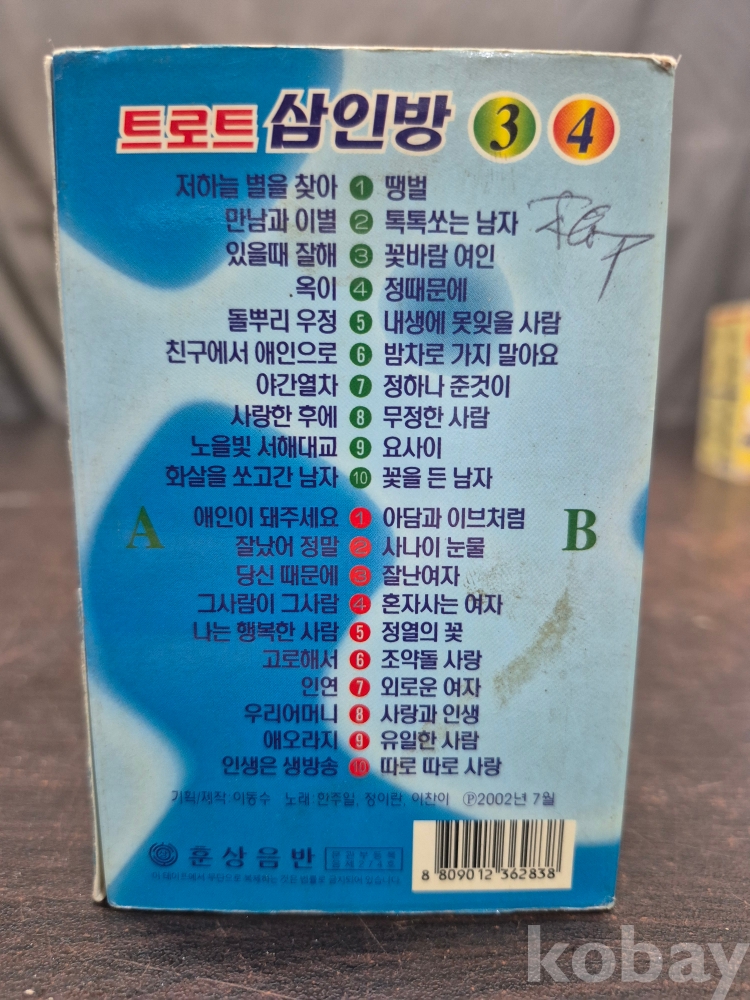 트로트 삼인방 3 4
저하늘 별을 찾아 1 땡벌
만남과 이별 2 톡톡쏘는 남자
있을때 잘해 3 꽃바람 여인
옥이 4 정때문에
돌뿌리 우정 5 내생에 못잊을 사람
친구에서 애인으로 6 밤차로 가지 말아요
야간열차 7 정하나 준것이
사랑한 후에 8 무정한 사람
노을빛 서해대교 9 요사이
화살을 쏘고간 남자 10 꽃을 든 남자
A B
애인이 돼주세요 1 아담과 이브처럼
잘났어 정말 2 사나이 눈물
당신 때문에 3 잘난여자
그사람이 그사람 4 혼자사는 여자
나는 행복한 사람 5 정열의 꽃
고로해서 6 조약돌 사랑
인연 7 외로운 여자
우리어머니 8 사랑과 인생
애오라지 9 유일한 사람
인생은 생방송 10 따로 따로 사랑
기획/제작:이동수 노래:한주일, 정이란, 이찬이 ℗2002년 7월
훈상음반
8 809012 362838
kobay